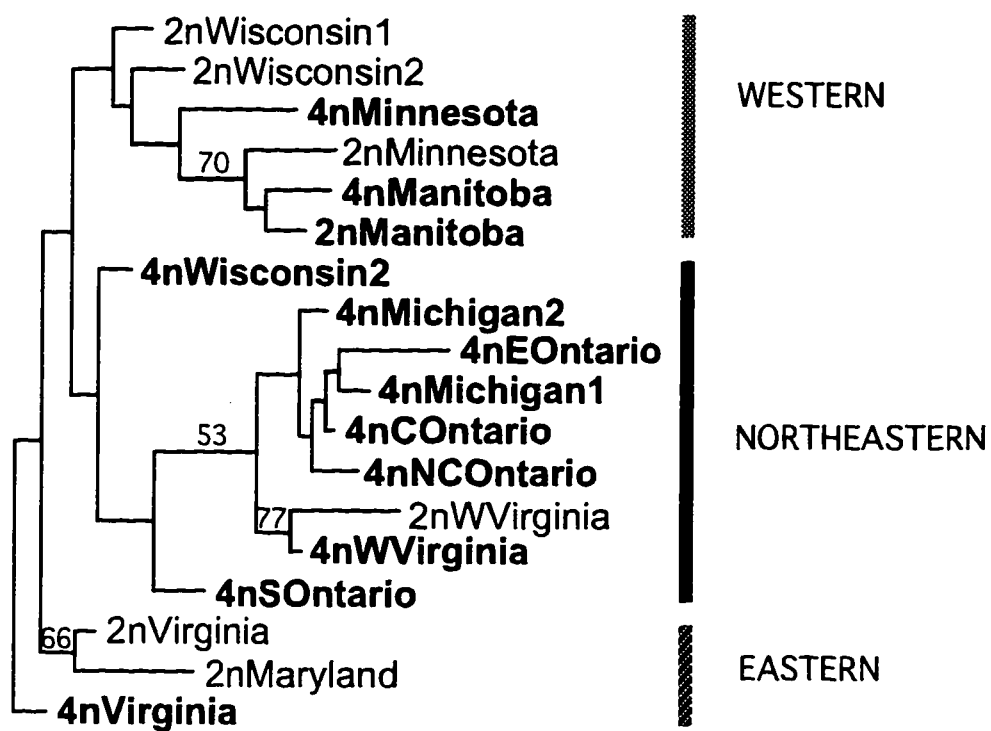 2nWisconsin1
2nWisconsin2
WESTERN
4nMinnesota
70
2nMinnesota
4nManitoba
2nManitoba
4nWisconsin2
4nMichigan2
4nEOntario
4nMichigan1
53
4nCOntario
NORTHEASTERN
4nNCOntario
77
2nWVirginia
4nWVirginia
4nSOntario
66
2nVirginia
2nMaryland
EASTERN
4nVirginia